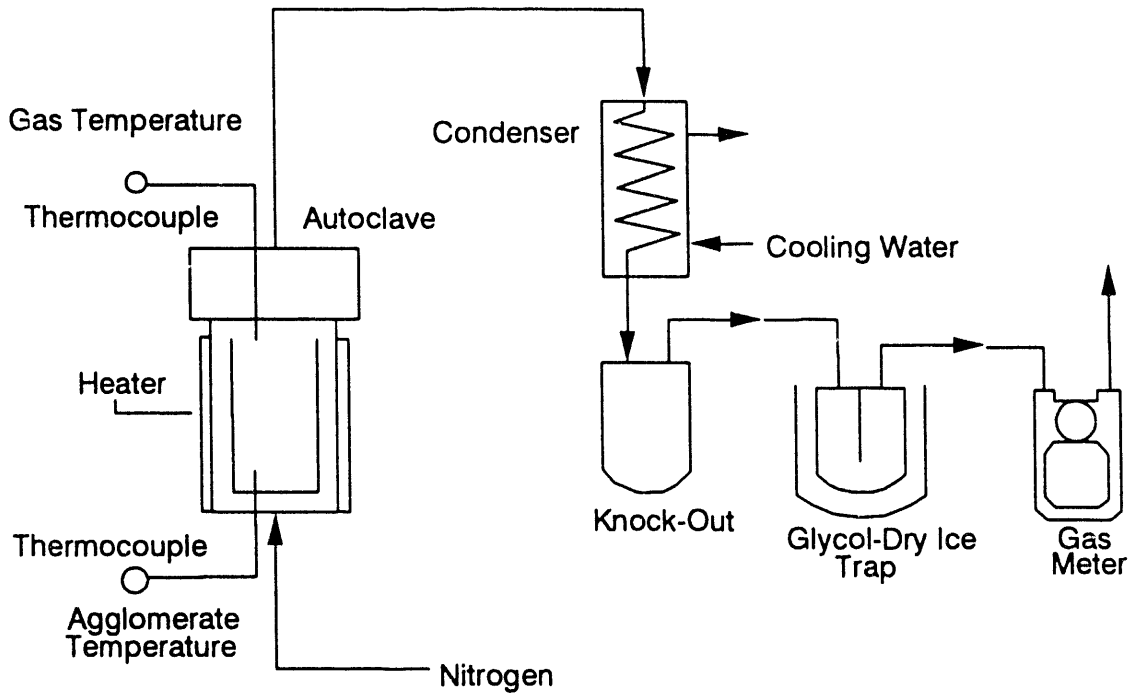 Gas Temperature
Condenser
Thermocouple
Autoclave
Cooling Water
Heater
Knock-Out
Glycol-Dry Ice
Trap
Gas
Meter
Thermocouple
Agglomerate
Temperature
Nitrogen